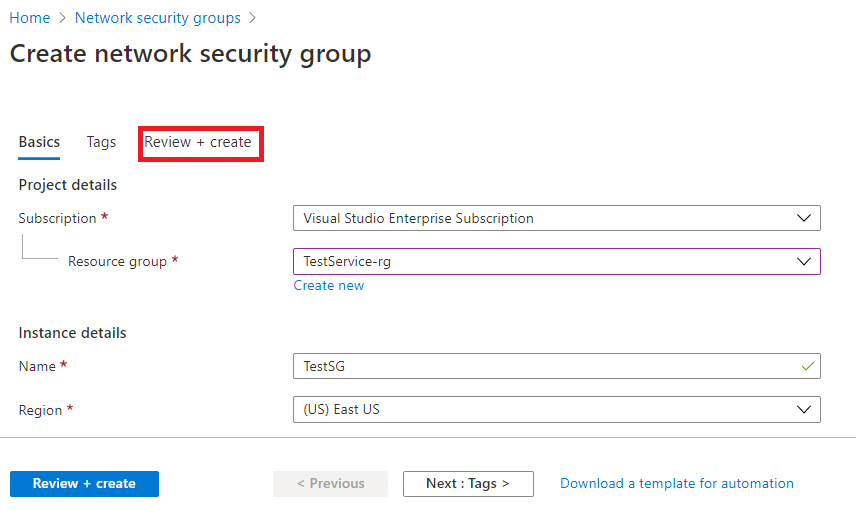 Home > Network security groups >
Create network security group
Basics Tags Review + create
Project details
Subscription * Visual Studio Enterprise Subscription
Resource group * TestService-rg
Create new
Instance details
Name * TestSG
Region * (US) East US
Review + create < Previous Next : Tags > Download a template for automation